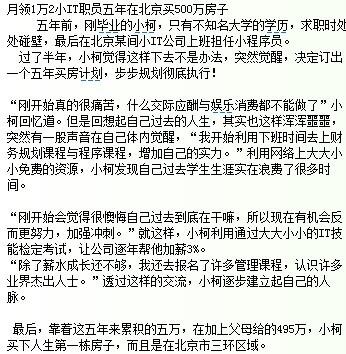 月领1万2小IT职员五年在北京买500万房子
五年前，刚毕业的小柯，只有不知名大学的学历，求职时处
处碰壁，最后在北京某间小IT公司上班担任小程序员。
过了半年，小柯觉得这样下去不是办法，突然觉醒，决定订出
一个五年买房计划，步步规划彻底执行！
“刚开始真的很痛苦，什么交际应酬与娱乐消费都不能做了”小
柯回忆道。但是回想起自己过去的人生，其实也这样浑浑噩噩，
突然有一股声音在自己体内觉醒，“我开始利用下班时间去上财
务规划课程与程序课程，增加自己的实力。”利用网络上大大小
小免费的资源，小柯发现自己过去学生生涯实在浪费了很多时
间。
“刚开始会觉得很懊悔自己过去到底在干嘛，所以现在有机会反
而更努力，加强冲刺。”就这样，小柯利用通过大大小小的IT技
能检定考试，让公司逐年帮他加薪3%。
“除了薪水成长还不够，我还去报名了许多管理课程，认识许多
业界杰出人士。”透过这样的交流，小柯逐步建立起自己的人
脉。
最后，靠着这五年来累积的五万，在加上父母给的495万，小柯
买下人生第一栋房子，而且是在北京市三环区域。